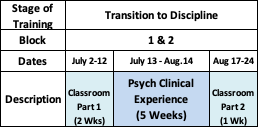 Stage of Training Transition to Discipline
Block 1 & 2
Dates July 2-12 July 13 - Aug.14 Aug 17-24
Description Classroom Part 1 (2 Wks) Psych Clinical Experience (5 Weeks) Classroom Part 2 (1 Wk)